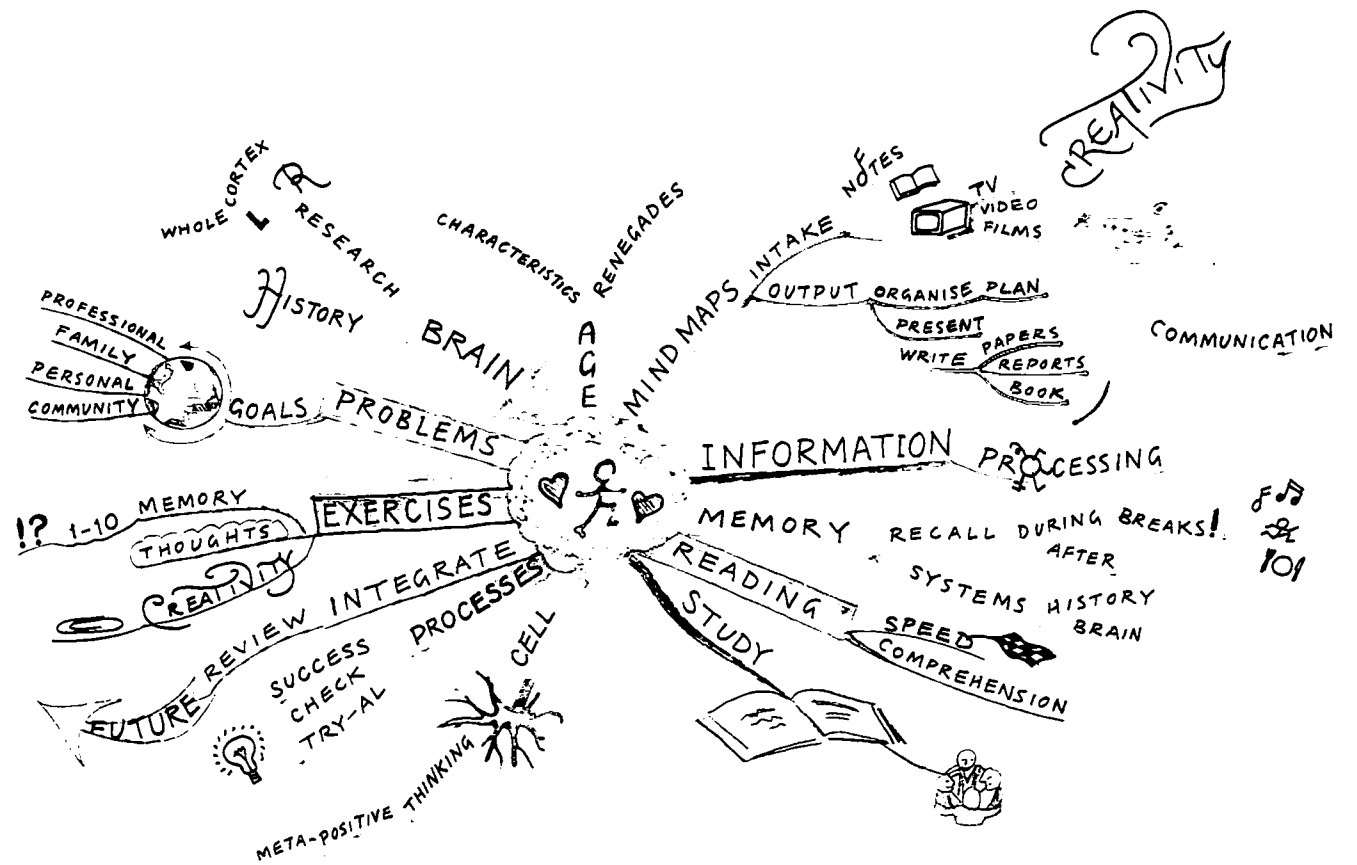 CREATIVITY
NOTES
TV
VIDEO
FILMS
INTAKE
MIND MAPS
OUTPUT ORGANISE PLAN
PRESENT
WRITE PAPERS
REPORTS
BOOK
COMMUNICATION
INFORMATION PROCESSING
MEMORY RECALL DURING BREAKS!
AFTER
SYSTEMS HISTORY
BRAIN
READING
SPEED
COMPREHENSION
STUDY
CELL
META-POSITIVE THINKING
PROCESSES
SUCCESS
CHECK
TRY-AL
INTEGRATE
REVIEW
FUTURE
EXERCISES
MEMORY
1-10
!?
THOUGHTS
CREATIVITY
PROBLEMS
GOALS
PROFESSIONAL
FAMILY
PERSONAL
COMMUNITY
BRAIN
HISTORY
RESEARCH
L R
WHOLE CORTEX
AGE
CHARACTERISTICS
RENEGADES